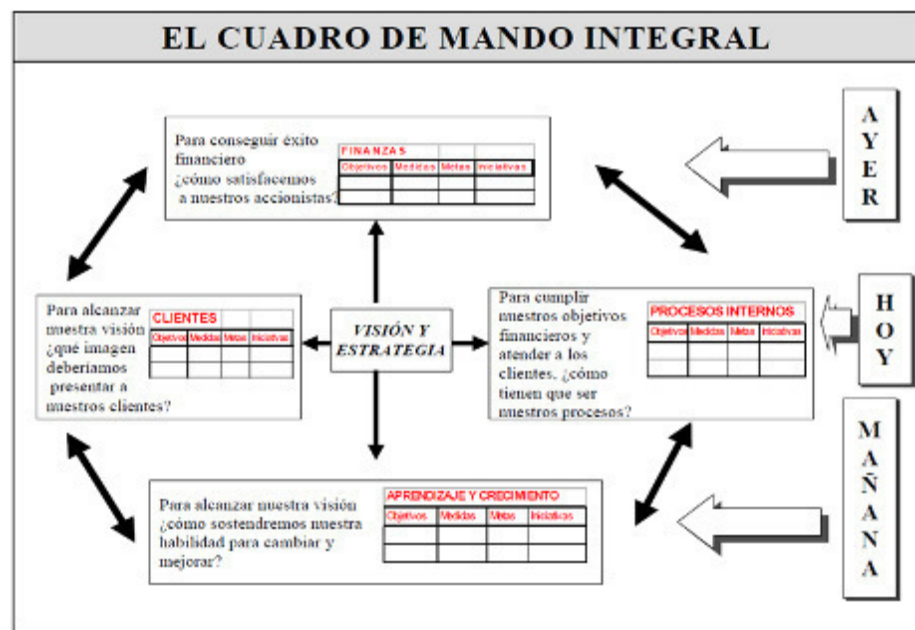 EL CUADRO DE MANDO INTEGRAL
Para conseguir éxito
financiero
¿cómo satisfacemos
a nuestros accionistas?
FINANZAS
Objetivos Medidas Metas Iniciativas
AYER
Para alcanzar
nuestra visión
¿qué imagen
deberíamos
presentar a
nuestros clientes?
CLIENTES
Objetivos Medidas Metas Iniciativas
VISIÓN Y
ESTRATEGIA
Para cumplir
nuestros objetivos
financieros y
atender a los
clientes, ¿cómo
tienen que ser
nuestros procesos?
PROCESOS INTERNOS
Objetivos Medidas Metas Iniciativas
HOY
Para alcanzar nuestra visión
¿cómo sostendremos nuestra
habilidad para cambiar y
mejorar?
APRENDIZAJE Y CRECIMIENTO
Objetivos Medidas Metas Iniciativas
MAÑANA